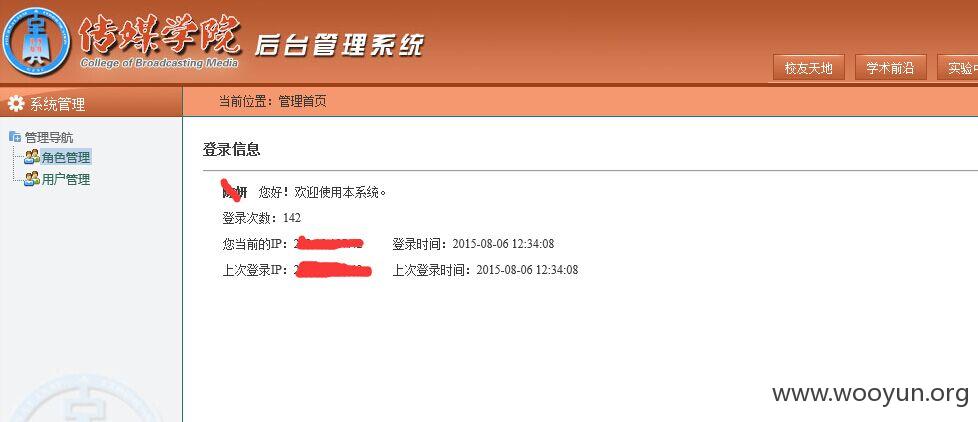 传媒学院 后台管理系统
College of Broadcasting Media
校友天地 学术前沿 实验
系统管理
当前位置：管理首页
管理导航
角色管理
用户管理
登录信息
妍 您好！欢迎使用本系统。
登录次数：142
您当前的IP：2 登录时间：2015-08-06 12:34:08
上次登录IP：2 上次登录时间：2015-08-06 12:34:08
www.wooyun.org